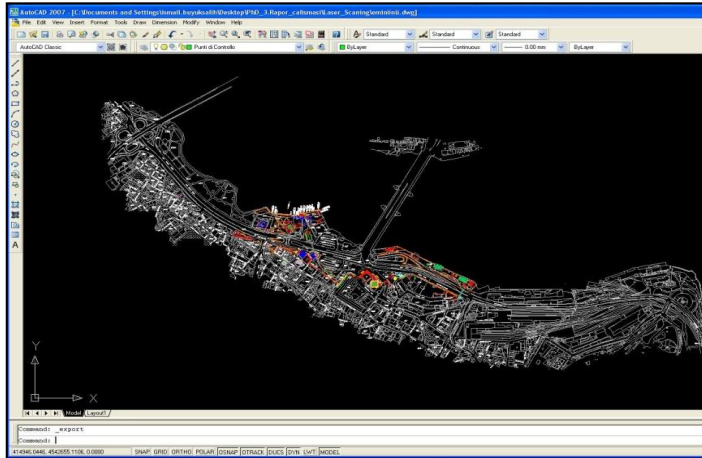 AutoCAD 2007 - [C:\Documents and Settings\ismail.buyuksalih\Desktop\PhD_3.Rapor_calismasi\Laser_Scaning\eminönü.dwg]
File Edit View Insert Format Tools Draw Dimension Modify Window Help
Standard Standard Standard
AutoCAD Classic Punti di Controllo ByLayer Continuous 0.00 mm ByLayer
A
Y
X
Model Layout1
Command: _export
Command:
414946.0446, 4542655.1106, 0.0000 SNAP GRID ORTHO POLAR OSNAP OTRACK DUCS DYN LWT MODEL